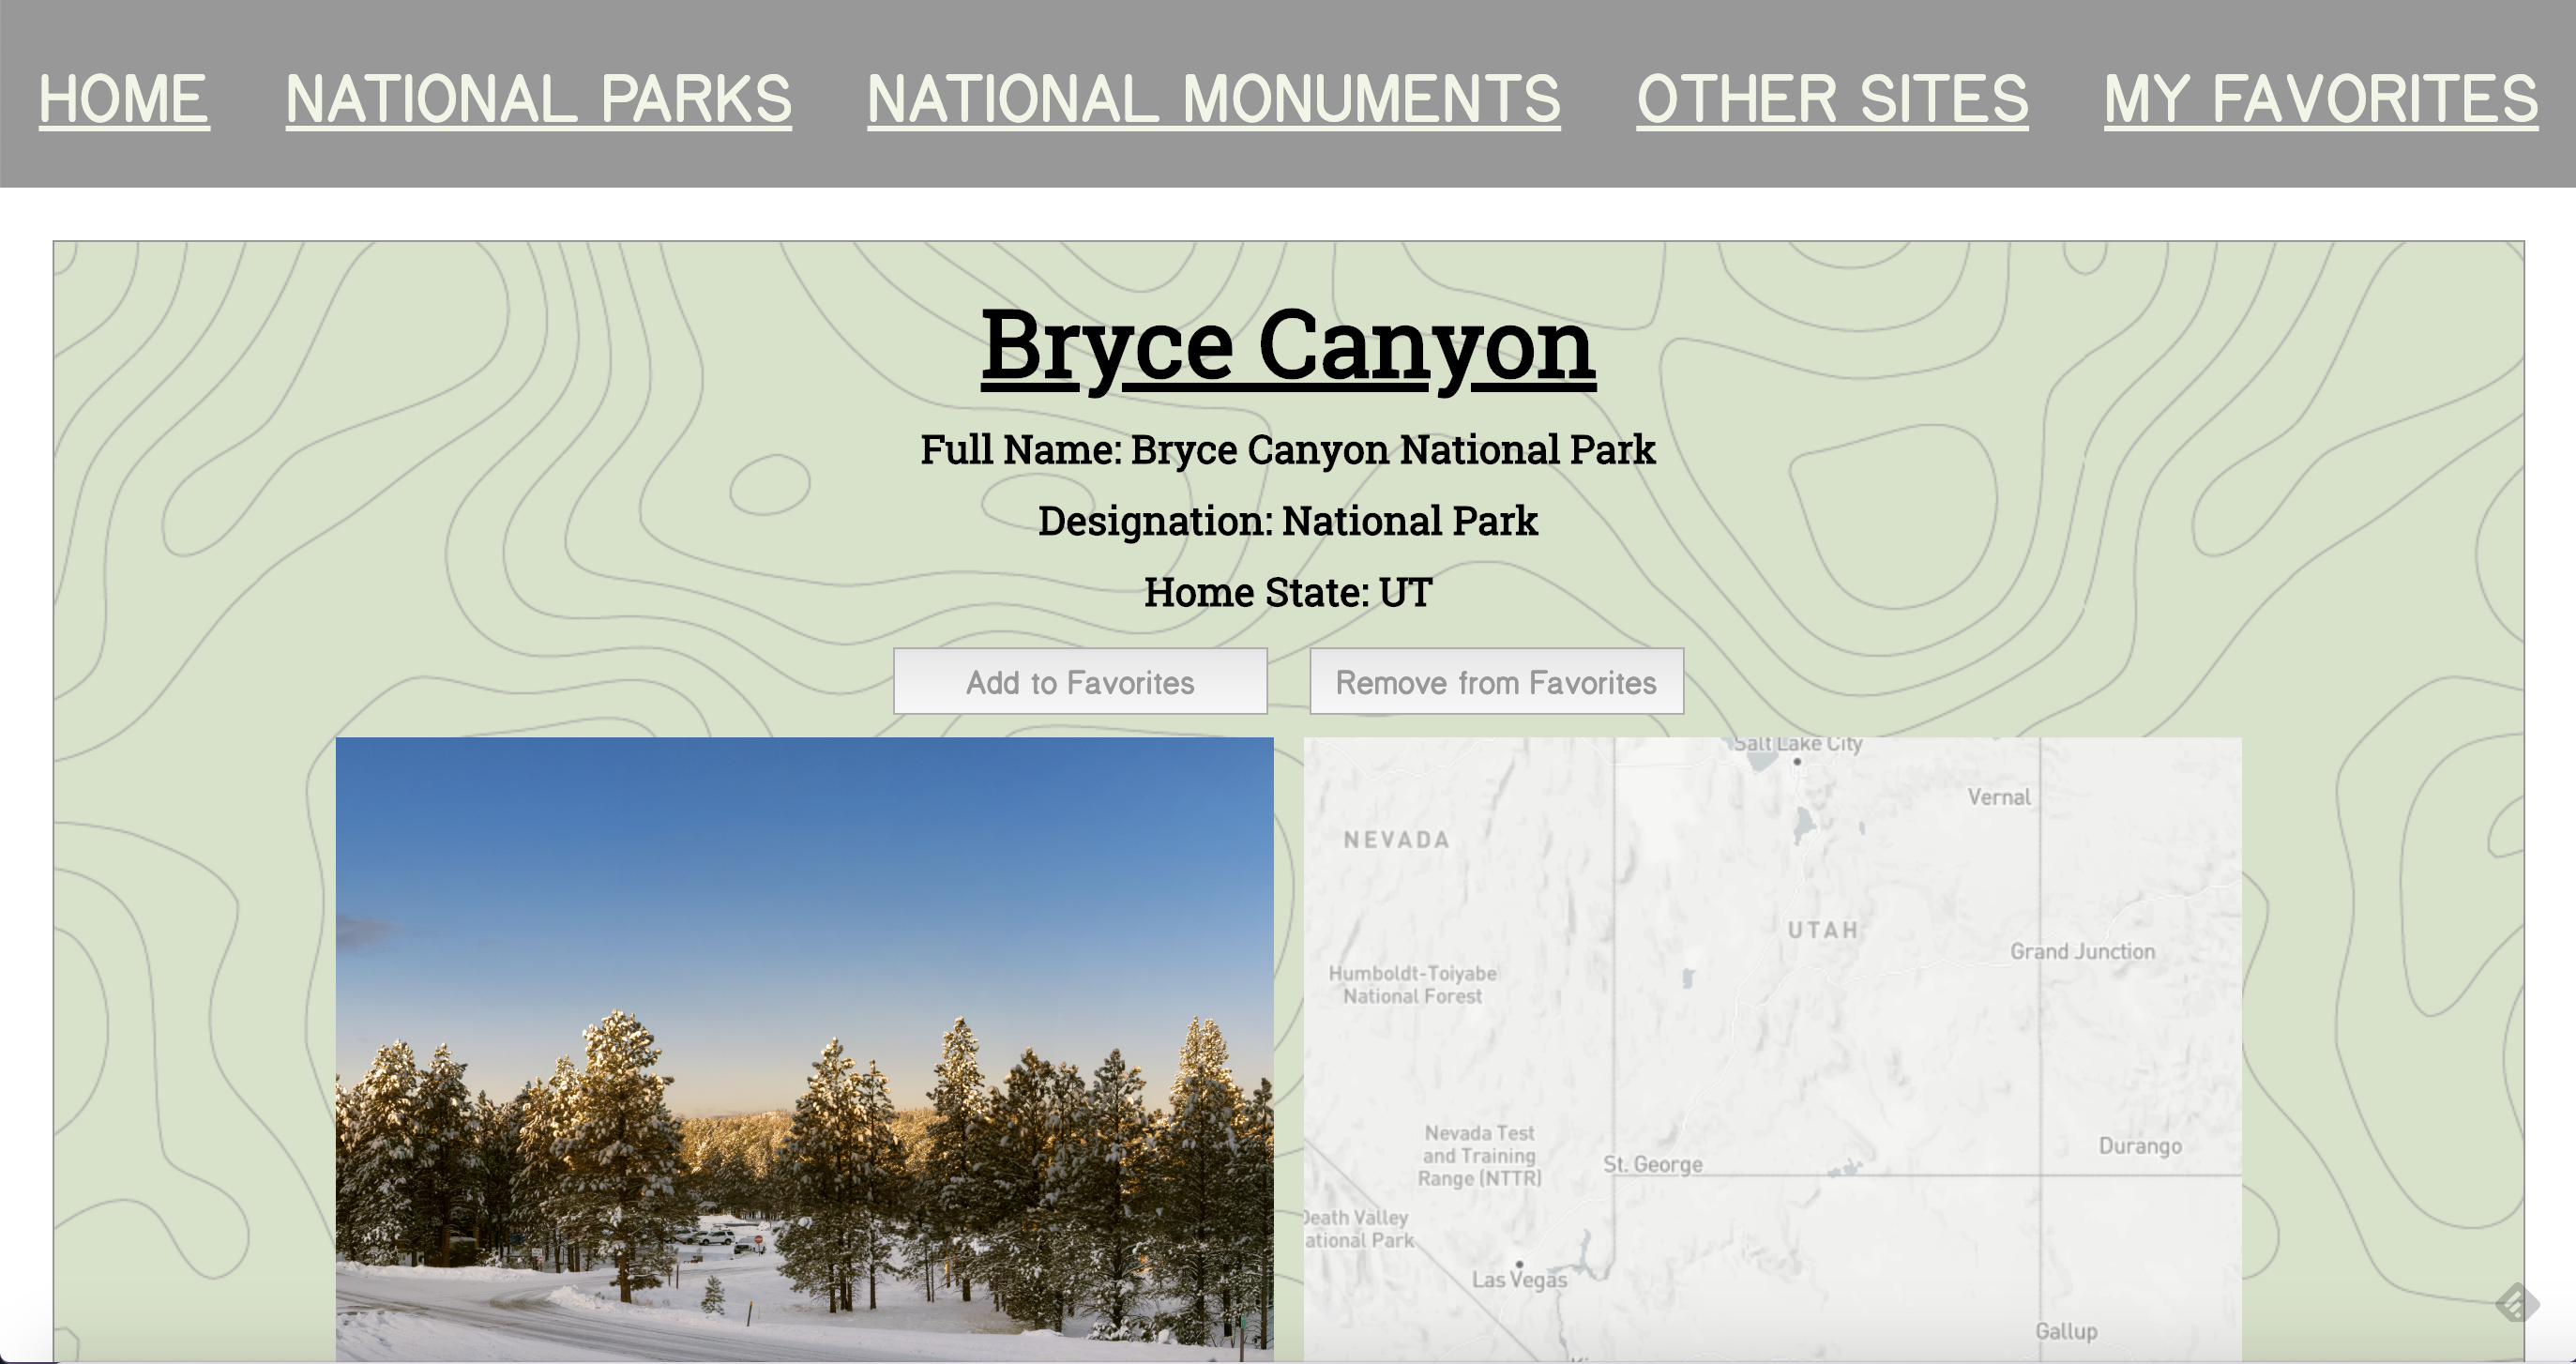 HOME NATIONAL PARKS NATIONAL MONUMENTS OTHER SITES MY FAVORITES
Bryce Canyon
Full Name: Bryce Canyon National Park
Designation: National Park
Home State: UT
Add to Favorites Remove from Favorites
Salt Lake City
Vernal
NEVADA
UTAH
Grand Junction
Humboldt-Toiyabe
National Forest
Nevada Test
and Training
Range (NTTR)
St. George
Durango
Death Valley
ational Park
Las Vegas
Gallup